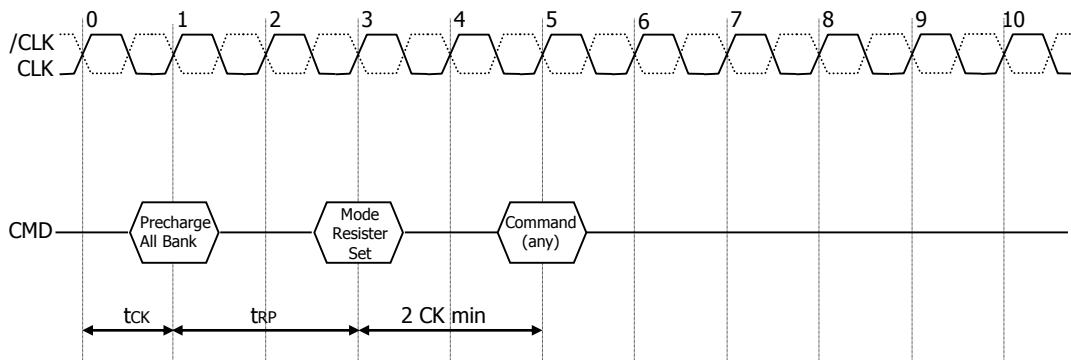 0 1 2 3 4 5 6 7 8 9 10
/CLK
CLK
CMD
Precharge
All Bank
Mode
Resister
Set
Command
(any)
tCK tRP 2 CK min